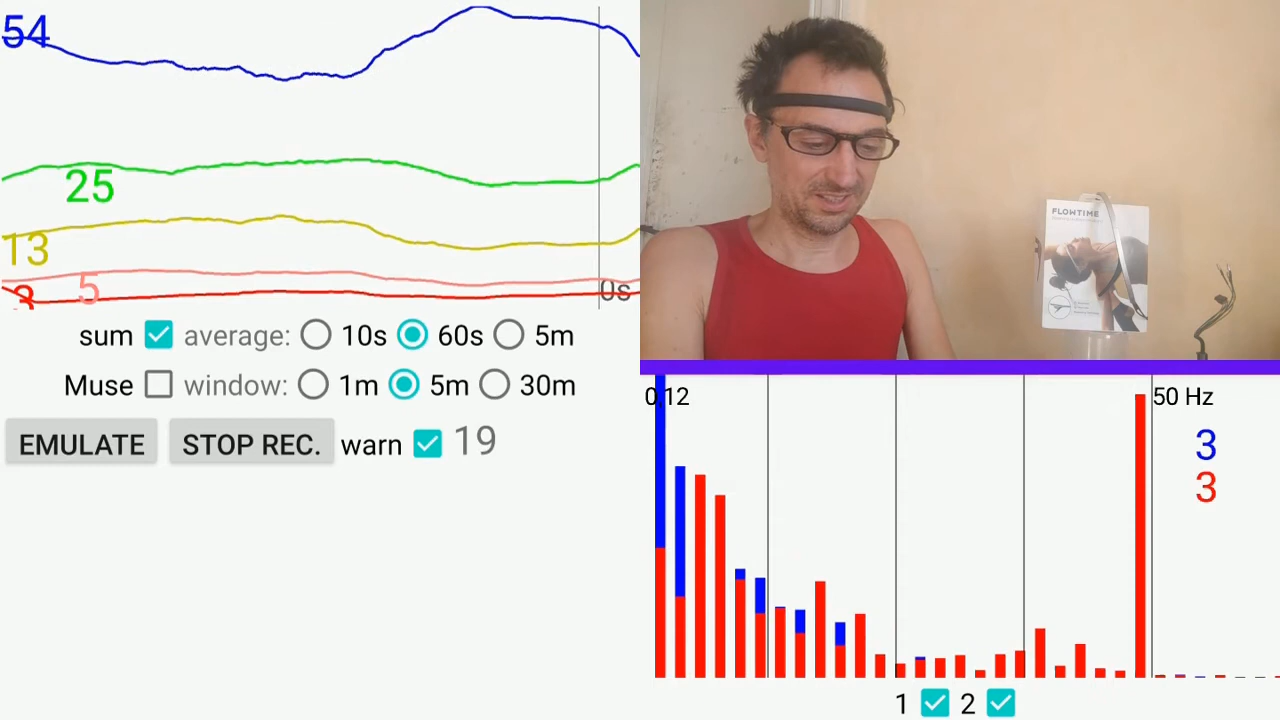 54
25
13
5
0s
sum average: 10s 60s 5m
Muse window: 1m 5m 30m
EMULATE STOP REC. warn 19
FLOWTIME
0,12
50 Hz
3
3
1 2